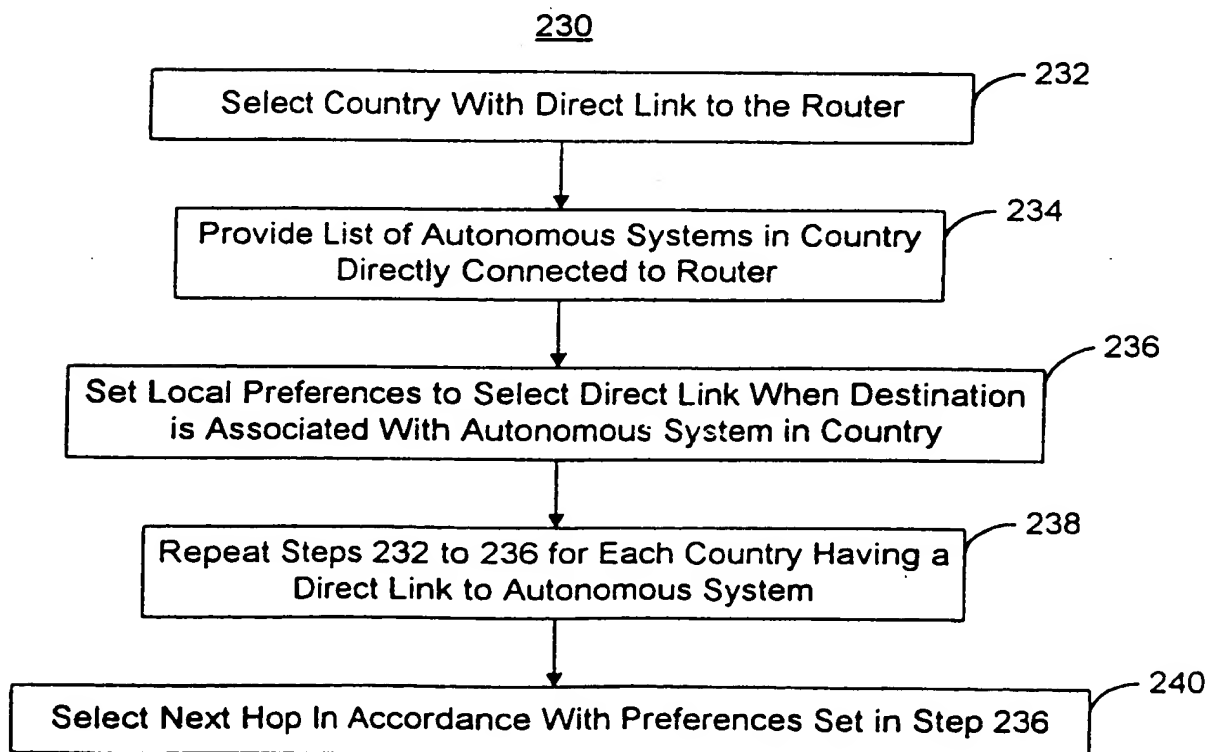 230
232
Select Country With Direct Link to the Router
234
Provide List of Autonomous Systems in Country
Directly Connected to Router
236
Set Local Preferences to Select Direct Link When Destination
is Associated With Autonomous System in Country
238
Repeat Steps 232 to 236 for Each Country Having a
Direct Link to Autonomous System
240
Select Next Hop In Accordance With Preferences Set in Step 236